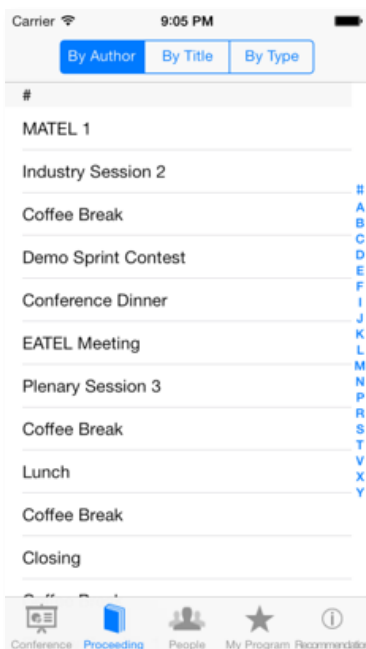 Carrier 9:05 PM
By Author By Title By Type
#
MATEL 1
Industry Session 2
Coffee Break
Demo Sprint Contest
Conference Dinner
EATEL Meeting
Plenary Session 3
Coffee Break
Lunch
Coffee Break
Closing
#
A
B
C
D
E
F
I
J
K
L
M
N
P
R
S
T
V
X
Y
Conference Proceeding People My Program Recommendation